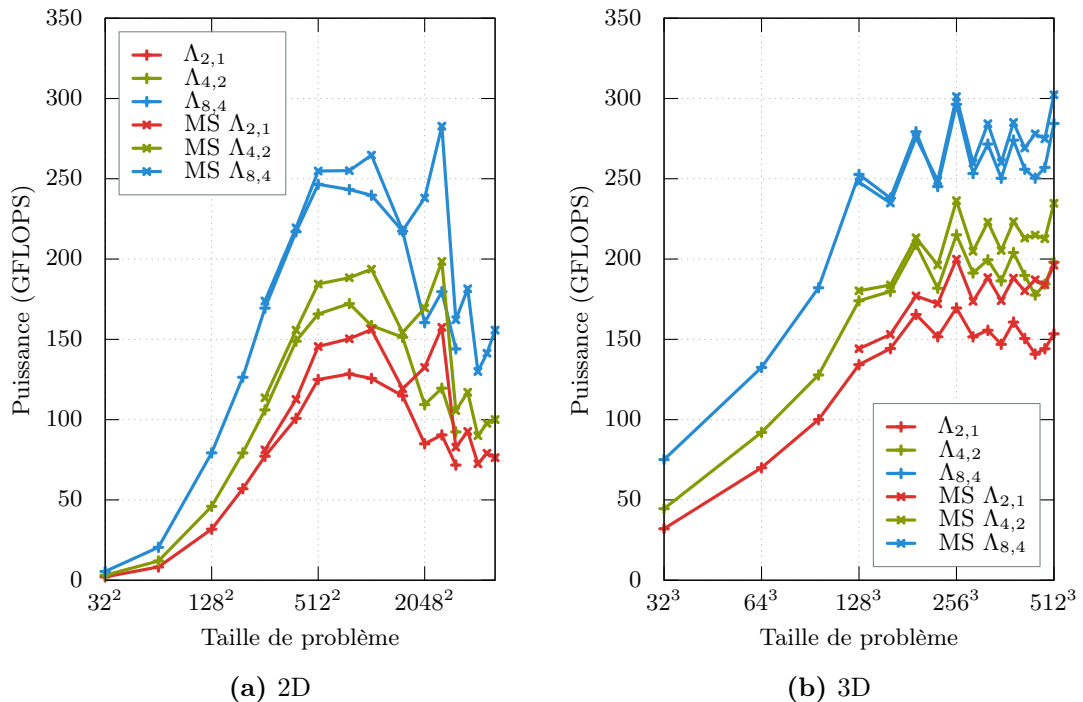 350
300
250
200
150
100
50
0
Puissance (GFLOPS)
Λ2,1
Λ4,2
Λ8,4
MS Λ2,1
MS Λ4,2
MS Λ8,4
32² 128² 512² 2048²
Taille de problème
(a) 2D
350
300
250
200
150
100
50
0
Puissance (GFLOPS)
Λ2,1
Λ4,2
Λ8,4
MS Λ2,1
MS Λ4,2
MS Λ8,4
32³ 64³ 128³ 256³ 512³
Taille de problème
(b) 3D